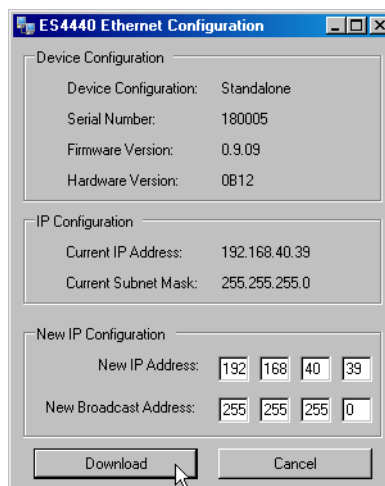 ES4440 Ethernet Configuration
Device Configuration
Device Configuration: Standalone
Serial Number: 180005
Firmware Version: 0.9.09
Hardware Version: 0B12
IP Configuration
Current IP Address: 192.168.40.39
Current Subnet Mask: 255.255.255.0
New IP Configuration
New IP Address: 192 168 40 39
New Broadcast Address: 255 255 255 0
Download Cancel